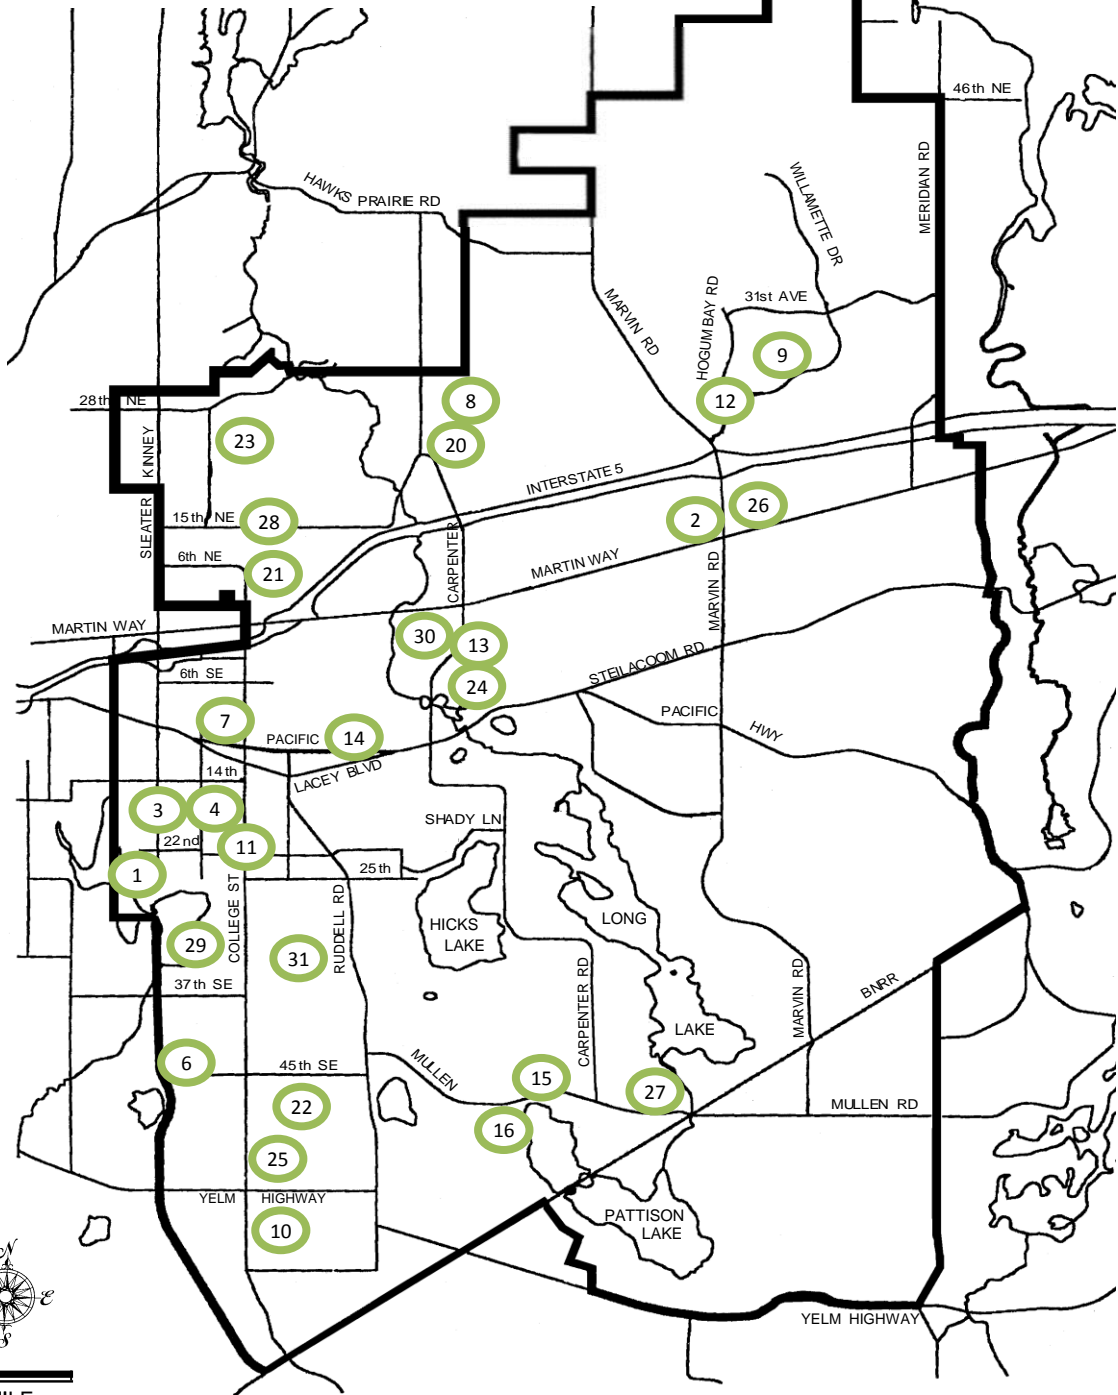 46th NE
HAWKS PRAIRIE RD
WILLAMETTE DR
MERIDIAN RD
31st AVE
HOGUM BAY RD
MARVIN RD
9
12
8
28th NE
23
20
KINNEY
SLEATER
INTERSTATE 5
26
2
15th NE
28
CARPENTER
6th NE
21
MARTIN WAY
MARVIN RD
MARTIN WAY
30
13
STEILACOOM RD
6th SE
24
7
PACIFIC
14
PACIFIC
HWY
LACEY BLVD
14th
3
4
SHADY LN
22nd
11
25th
1
COLLEGE ST
RUDDELL RD
HICKS
LAKE
LONG
29
31
37th SE
CARPENTER RD
MARVIN RD
BNRR
LAKE
6
45th SE
MULLEN
15
27
22
MULLEN RD
16
25
YELM HIGHWAY
10
PATTISON
LAKE
N
E
S
YELM HIGHWAY